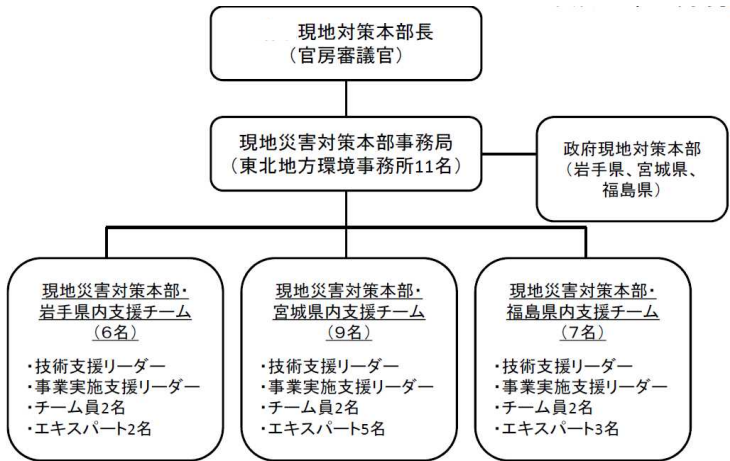 現地対策本部長
（官房審議官）
現地災害対策本部事務局
（東北地方環境事務所11名）
政府現地対策本部
（岩手県、宮城県、
福島県）
現地災害対策本部・
岩手県内支援チーム
（６名）
・技術支援リーダー
・事業実施支援リーダー
・チーム員2名
・エキスパート2名
現地災害対策本部・
宮城県内支援チーム
（９名）
・技術支援リーダー
・事業実施支援リーダー
・チーム員2名
・エキスパート5名
現地災害対策本部・
福島県内支援チーム
（７名）
・技術支援リーダー
・事業実施支援リーダー
・チーム員2名
・エキスパート3名